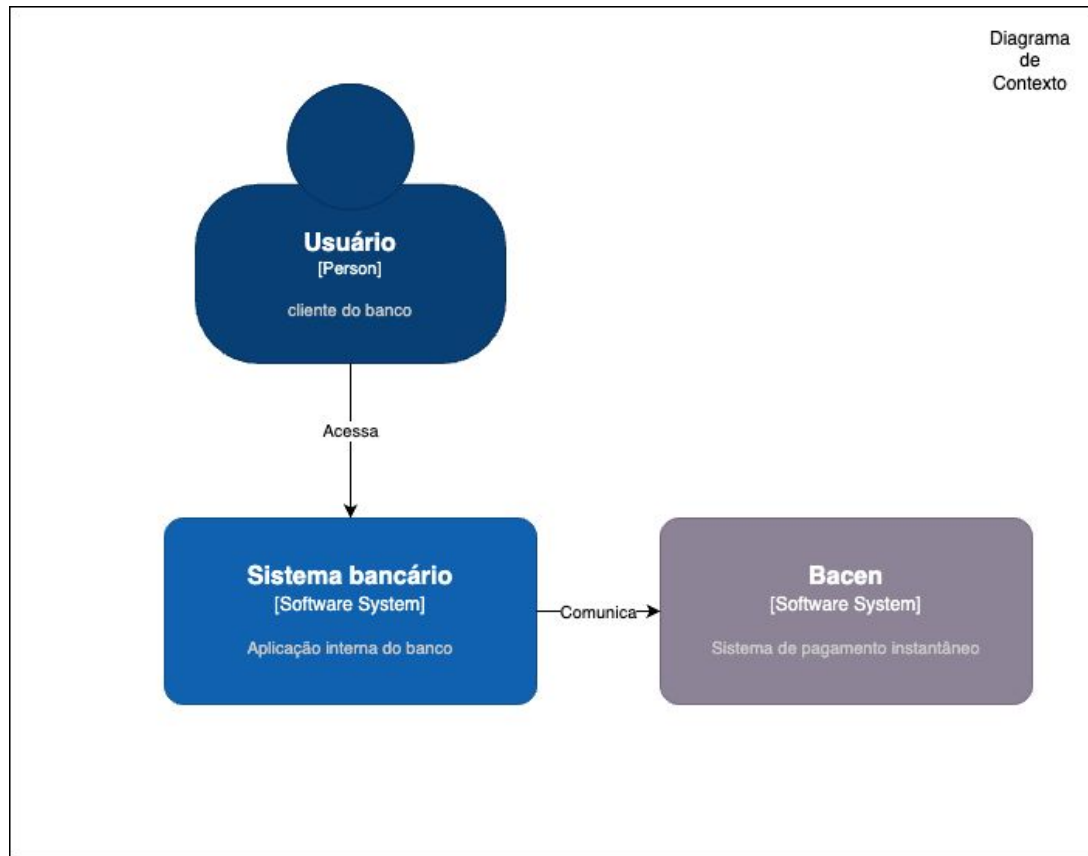 Diagrama
de
Contexto
Usuário
[Person]
cliente do banco
Acessa
Sistema bancário
[Software System]
Aplicação interna do banco
Comunica
Bacen
[Software System]
Sistema de pagamento instantâneo